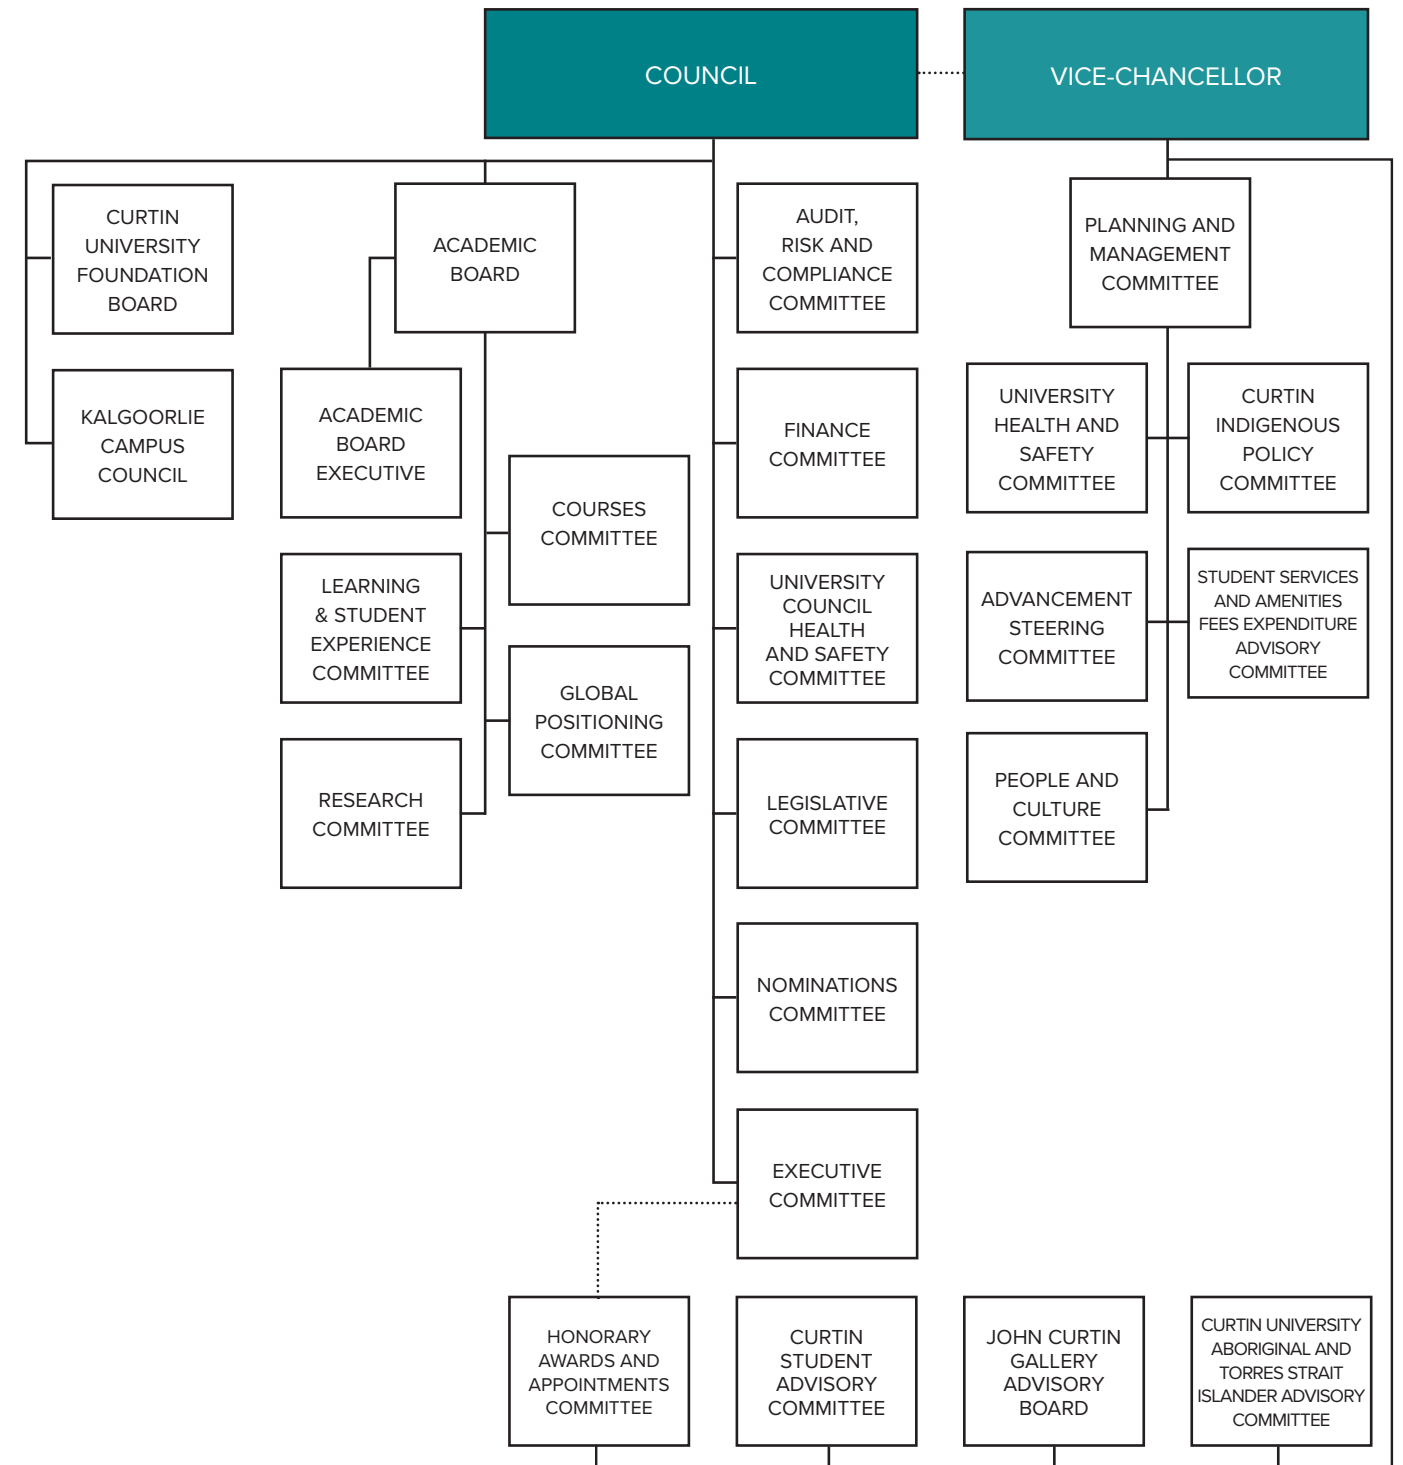 COUNCIL
VICE-CHANCELLOR
CURTIN
UNIVERSITY
FOUNDATION
BOARD
ACADEMIC
BOARD
AUDIT,
RISK AND
COMPLIANCE
COMMITTEE
PLANNING AND
MANAGEMENT
COMMITTEE
KALGOORLIE
CAMPUS
COUNCIL
ACADEMIC
BOARD
EXECUTIVE
COURSES
COMMITTEE
FINANCE
COMMITTEE
UNIVERSITY
HEALTH AND
SAFETY
COMMITTEE
CURTIN
INDIGENOUS
POLICY
COMMITTEE
LEARNING
& STUDENT
EXPERIENCE
COMMITTEE
GLOBAL
POSITIONING
COMMITTEE
UNIVERSITY
COUNCIL
HEALTH
AND SAFETY
COMMITTEE
ADVANCEMENT
STEERING
COMMITTEE
STUDENT SERVICES
AND AMENITIES
FEES EXPENDITURE
ADVISORY
COMMITTEE
RESEARCH
COMMITTEE
LEGISLATIVE
COMMITTEE
PEOPLE AND
CULTURE
COMMITTEE
NOMINATIONS
COMMITTEE
EXECUTIVE
COMMITTEE
HONORARY
AWARDS AND
APPOINTMENTS
COMMITTEE
CURTIN
STUDENT
ADVISORY
COMMITTEE
JOHN CURTIN
GALLERY
ADVISORY
BOARD
CURTIN UNIVERSITY
ABORIGINAL AND
TORRES STRAIT
ISLANDER ADVISORY
COMMITTEE